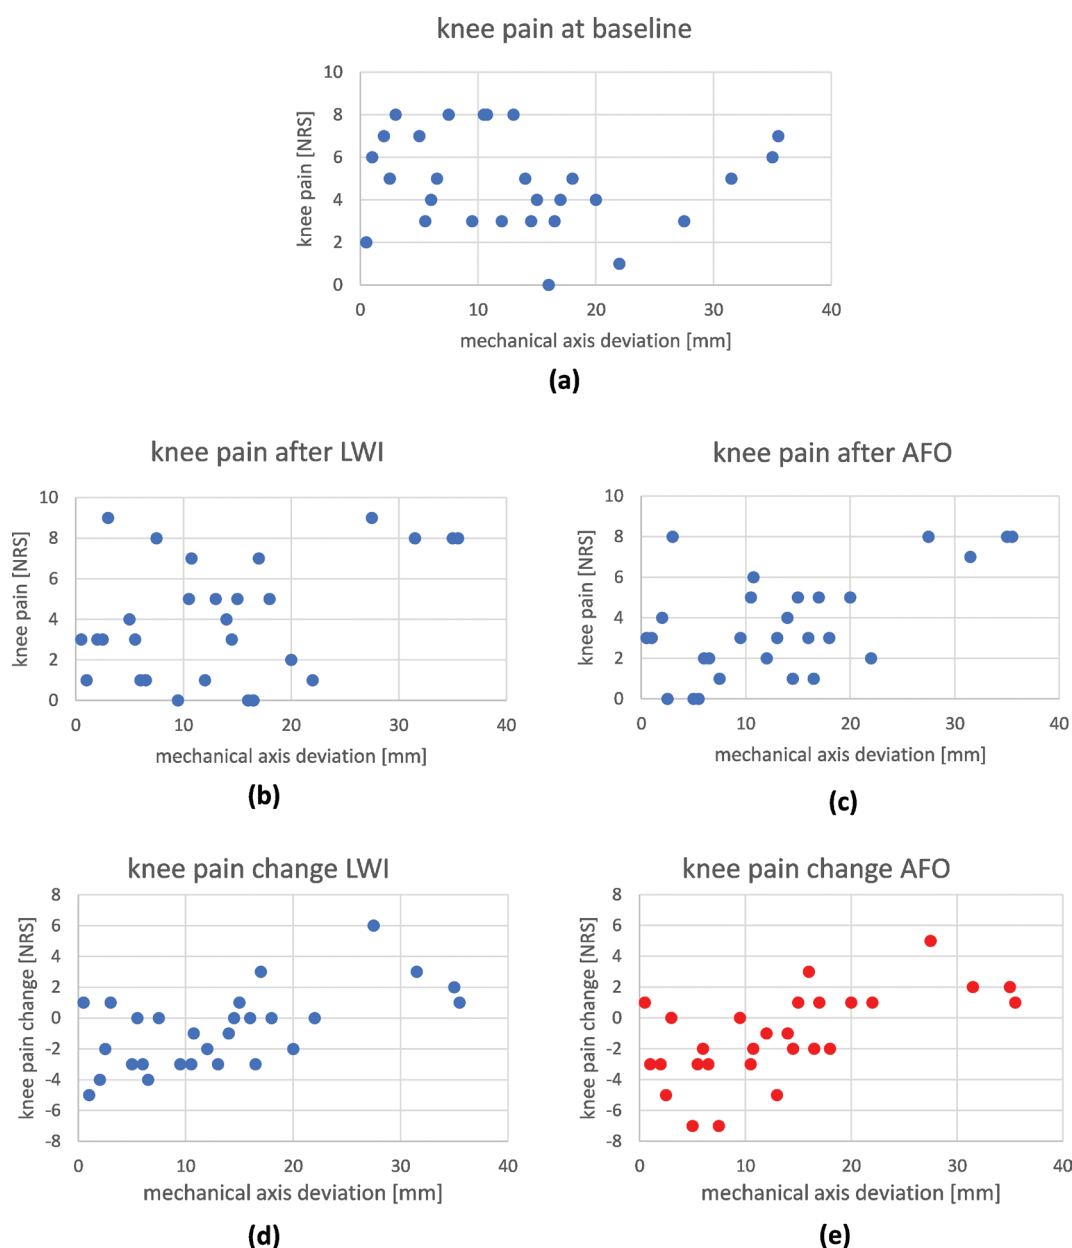 knee pain at baseline
knee pain [NRS]
10
8
6
4
2
0
0 10 20 30 40
mechanical axis deviation [mm]
(a)
knee pain after LWI
knee pain [NRS]
10
8
6
4
2
0
0 10 20 30 40
mechanical axis deviation [mm]
(b)
knee pain after AFO
knee pain [NRS]
10
8
6
4
2
0
0 10 20 30 40
mechanical axis deviation [mm]
(c)
knee pain change LWI
knee pain change [NRS]
8
6
4
2
0
-2
-4
-6
-8
0 10 20 30 40
mechanical axis deviation [mm]
(d)
knee pain change AFO
knee pain change [NRS]
8
6
4
2
0
-2
-4
-6
-8
0 10 20 30 40
mechanical axis deviation [mm]
(e)